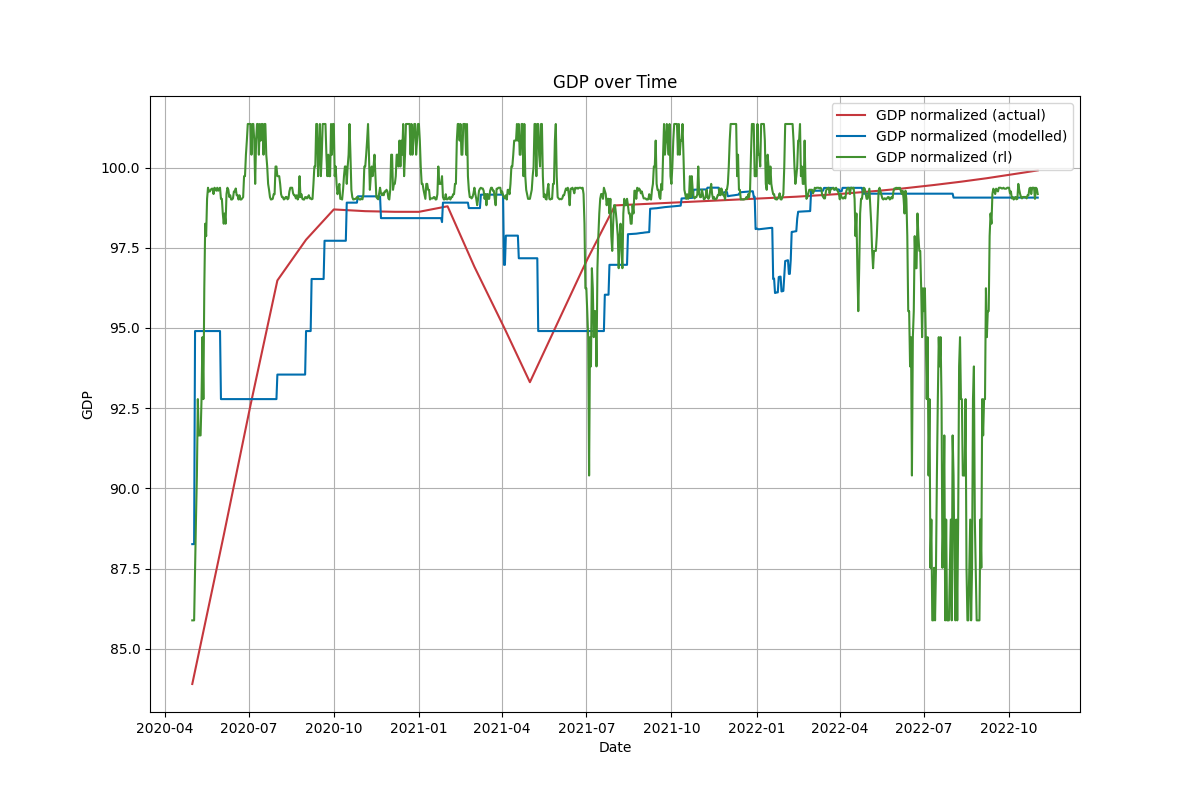 GDP over Time
GDP normalized (actual)
GDP normalized (modelled)
GDP normalized (rl)
100.0
97.5
95.0
92.5
90.0
87.5
85.0
GDP
2020-04 2020-07 2020-10 2021-01 2021-04 2021-07 2021-10 2022-01 2022-04 2022-07 2022-10
Date